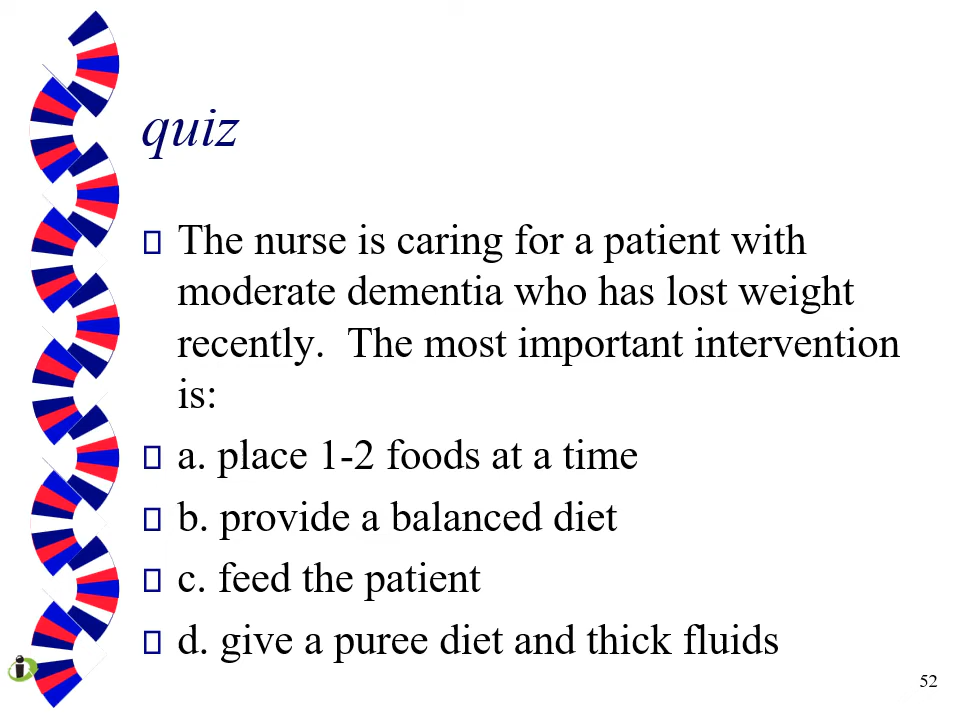 quiz
The nurse is caring for a patient with
moderate dementia who has lost weight
recently.  The most important intervention
is:
a. place 1-2 foods at a time
b. provide a balanced diet
c. feed the patient
d. give a puree diet and thick fluids
52